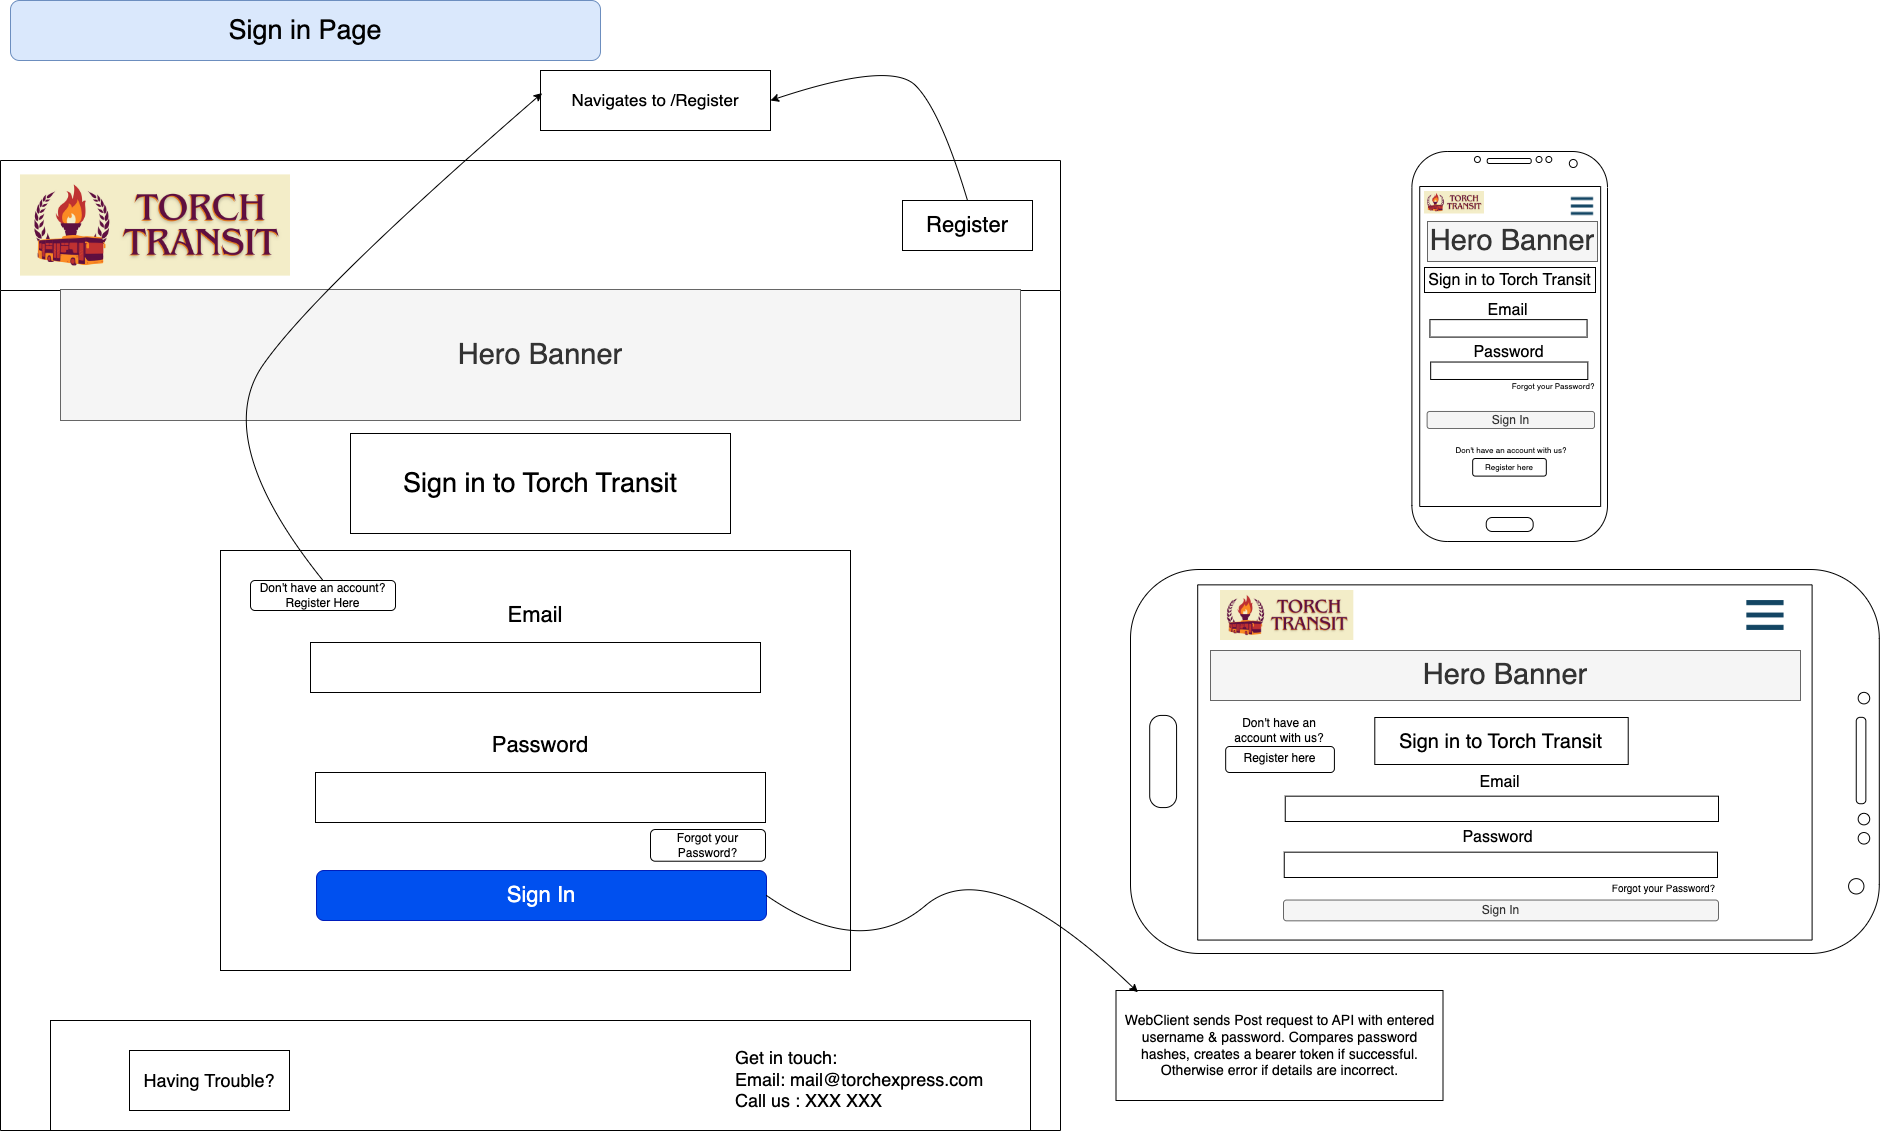 Sign in Page
Navigates to /Register
TORCH
TRANSIT
Register
Hero Banner
Sign in to Torch Transit
Don't have an account?
Register Here
Email
Password
Forgot your
Password?
Sign In
Having Trouble?
Get in touch:
Email: mail@torchexpress.com
Call us : XXX XXX
TORCH
TRANSIT
Hero Banner
Sign in to Torch Transit
Email
Password
Forgot your Password?
Sign In
Don't have an account with us?
Register here
TORCH
TRANSIT
Hero Banner
Don't have an
account with us?
Register here
Sign in to Torch Transit
Email
Password
Forgot your Password?
Sign In
WebClient sends Post request to API with entered
username & password. Compares password
hashes, creates a bearer token if successful.
Otherwise error if details are incorrect.